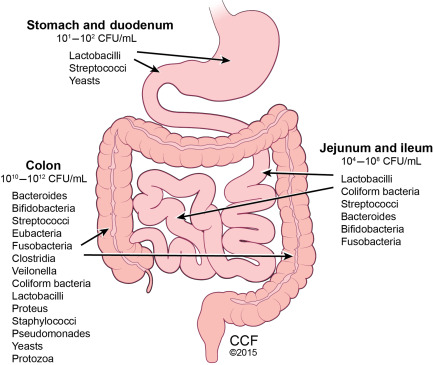 Stomach and duodenum
10¹–10² CFU/mL
Lactobacilli
Streptococci
Yeasts
Jejunum and ileum
10⁴–10⁸ CFU/mL
Lactobacilli
Coliform bacteria
Streptococci
Bacteroides
Bifidobacteria
Fusobacteria
Colon
10¹⁰–10¹² CFU/mL
Bacteroides
Bifidobacteria
Streptococci
Eubacteria
Fusobacteria
Clostridia
Veilonella
Coliform bacteria
Lactobacilli
Proteus
Staphylococci
Pseudomonades
Yeasts
Protozoa
CCF
©2015